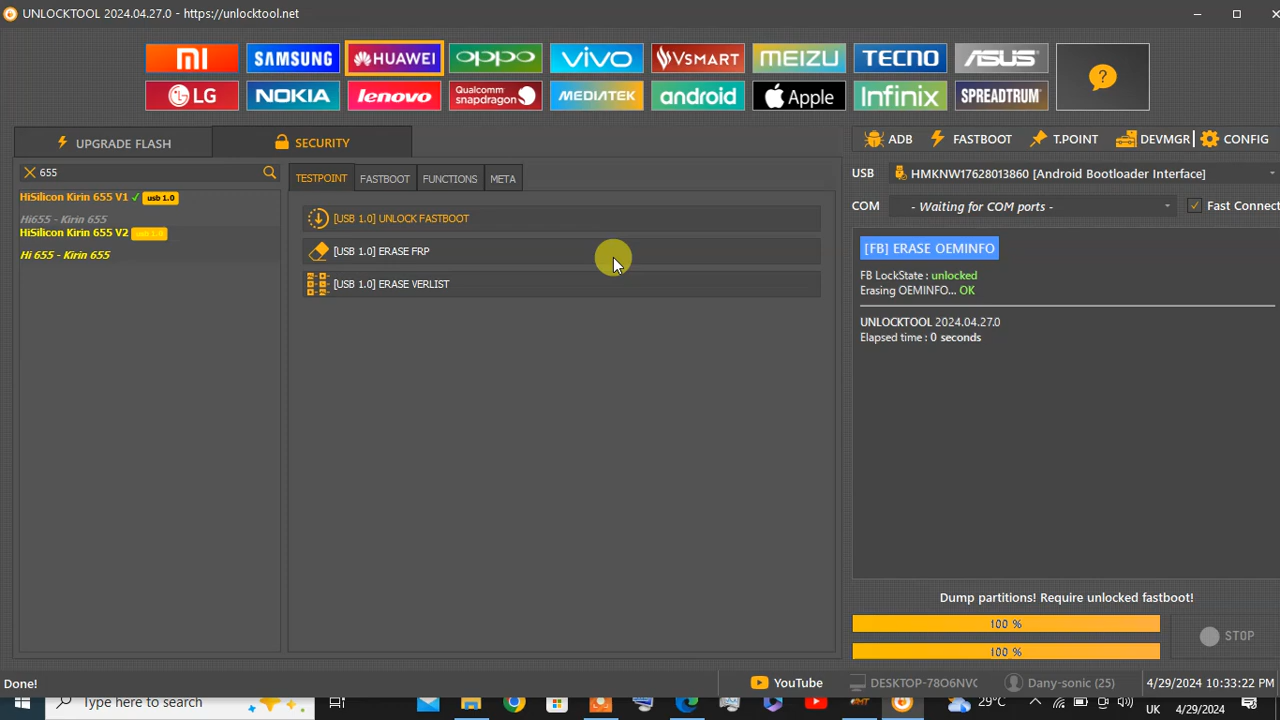 UNLOCKTOOL 2024.04.27.0 - https://unlocktool.net
SAMSUNG HUAWEI oppo vivo VSMART MEIZU TECNO ASUS
LG NOKIA lenovo Qualcomm snapdragon MEDIATEK android Apple Infinix SPREADTRUM
UPGRADE FLASH SECURITY
ADB FASTBOOT T.POINT DEVMGR CONFIG
655
HiSilicon Kirin 655 V1 usb 1.0
Hi655 - Kirin 655
HiSilicon Kirin 655 V2 usb 1.0
Hi 655 - Kirin 655
TESTPOINT FASTBOOT FUNCTIONS META
[USB 1.0] UNLOCK FASTBOOT
[USB 1.0] ERASE FRP
[USB 1.0] ERASE VERLIST
USB HMKNW17628013860 [Android Bootloader Interface]
COM - Waiting for COM ports - Fast Connect
[FB] ERASE OEMINFO
FB LockState : unlocked
Erasing OEMINFO... OK
UNLOCKTOOL 2024.04.27.0
Elapsed time : 0 seconds
Dump partitions! Require unlocked fastboot!
100 %
100 %
STOP
Done! YouTube DESKTOP-78O6NVC Dany-sonic (25) 4/29/2024 10:33:22 PM
Type here to search 29°C UK 4/29/2024